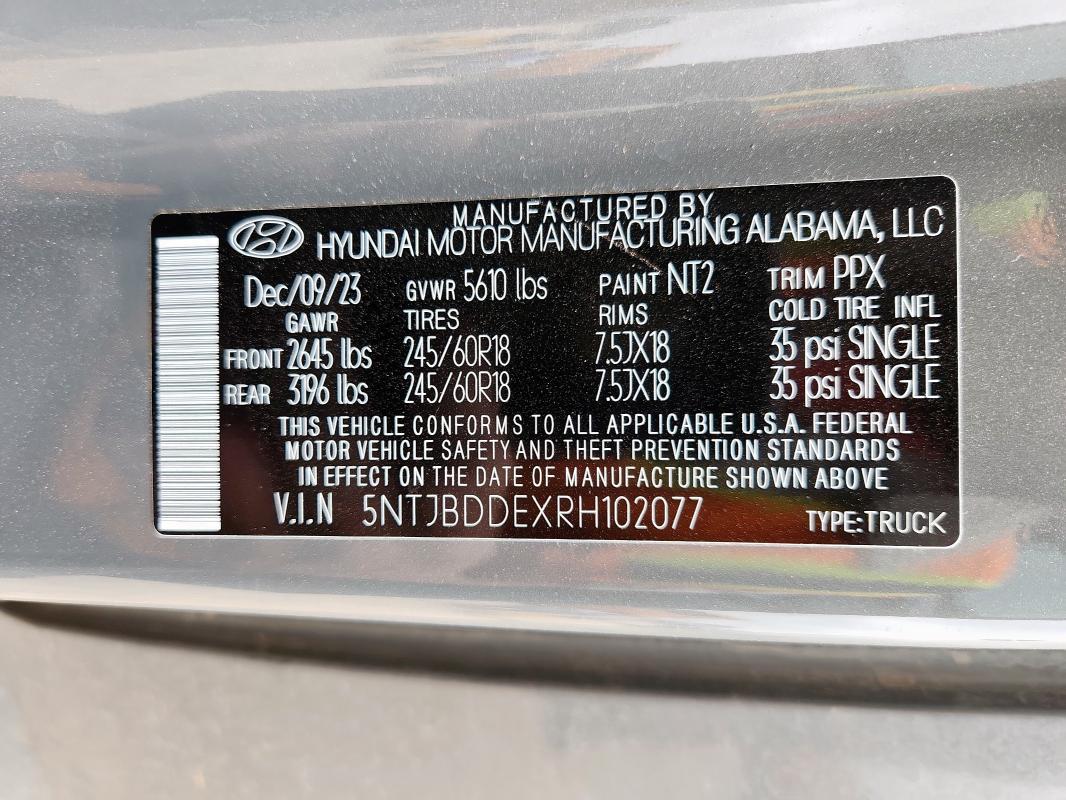 MANUFACTURED BY
HYUNDAI MOTOR MANUFACTURING ALABAMA, LLC
Dec/09/23 GVWR 5610 lbs PAINT NT2 TRIM PPX
GAWR TIRES RIMS COLD TIRE INFL
FRONT 2645 lbs 245/60R18 7.5JX18 35 psi SINGLE
REAR 3196 lbs 245/60R18 7.5JX18 35 psi SINGLE
THIS VEHICLE CONFORMS TO ALL APPLICABLE U.S.A. FEDERAL
MOTOR VEHICLE SAFETY AND THEFT PREVENTION STANDARDS
IN EFFECT ON THE DATE OF MANUFACTURE SHOWN ABOVE
V.I.N 5NTJBDDEXRH102077 TYPE:TRUCK